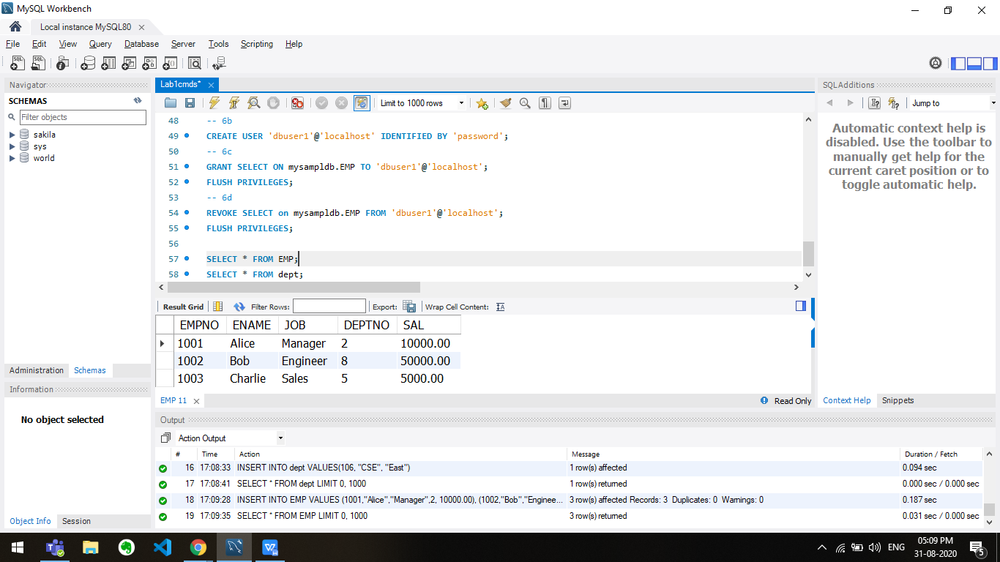 MySQL Workbench
Local instance MySQL80
File Edit View Query Database Server Tools Scripting Help
Navigator
SCHEMAS
Filter objects
sakila
sys
world
Administration Schemas
Information
No object selected
Object Info Session
Lab1cmds*
Limit to 1000 rows
48 -- 6b
49 CREATE USER 'dbuser1'@'localhost' IDENTIFIED BY 'password';
50 -- 6c
51 GRANT SELECT ON mysampldb.EMP TO 'dbuser1'@'localhost';
52 FLUSH PRIVILEGES;
53 -- 6d
54 REVOKE SELECT on mysampldb.EMP FROM 'dbuser1'@'localhost';
55 FLUSH PRIVILEGES;
56
57 SELECT * FROM EMP;
58 SELECT * FROM dept;
Result Grid Filter Rows: Export: Wrap Cell Content:
EMPNO ENAME JOB DEPTNO SAL
1001 Alice Manager 2 10000.00
1002 Bob Engineer 8 50000.00
1003 Charlie Sales 5 5000.00
EMP 11
Read Only
SQLAdditions
Jump to
Automatic context help is
disabled. Use the toolbar to
manually get help for the
current caret position or to
toggle automatic help.
Context Help Snippets
Output
Action Output
# Time Action Message Duration / Fetch
16 17:08:33 INSERT INTO dept VALUES(106, "CSE", "East") 1 row(s) affected 0.094 sec
17 17:08:41 SELECT * FROM dept LIMIT 0, 1000 1 row(s) returned 0.000 sec / 0.000 sec
18 17:09:28 INSERT INTO EMP VALUES (1001,"Alice","Manager",2, 10000.00), (1002,"Bob","Enginee... 3 row(s) affected Records: 3 Duplicates: 0 Warnings: 0 0.187 sec
19 17:09:35 SELECT * FROM EMP LIMIT 0, 1000 3 row(s) returned 0.031 sec / 0.000 sec
ENG
05:09 PM
31-08-2020
5